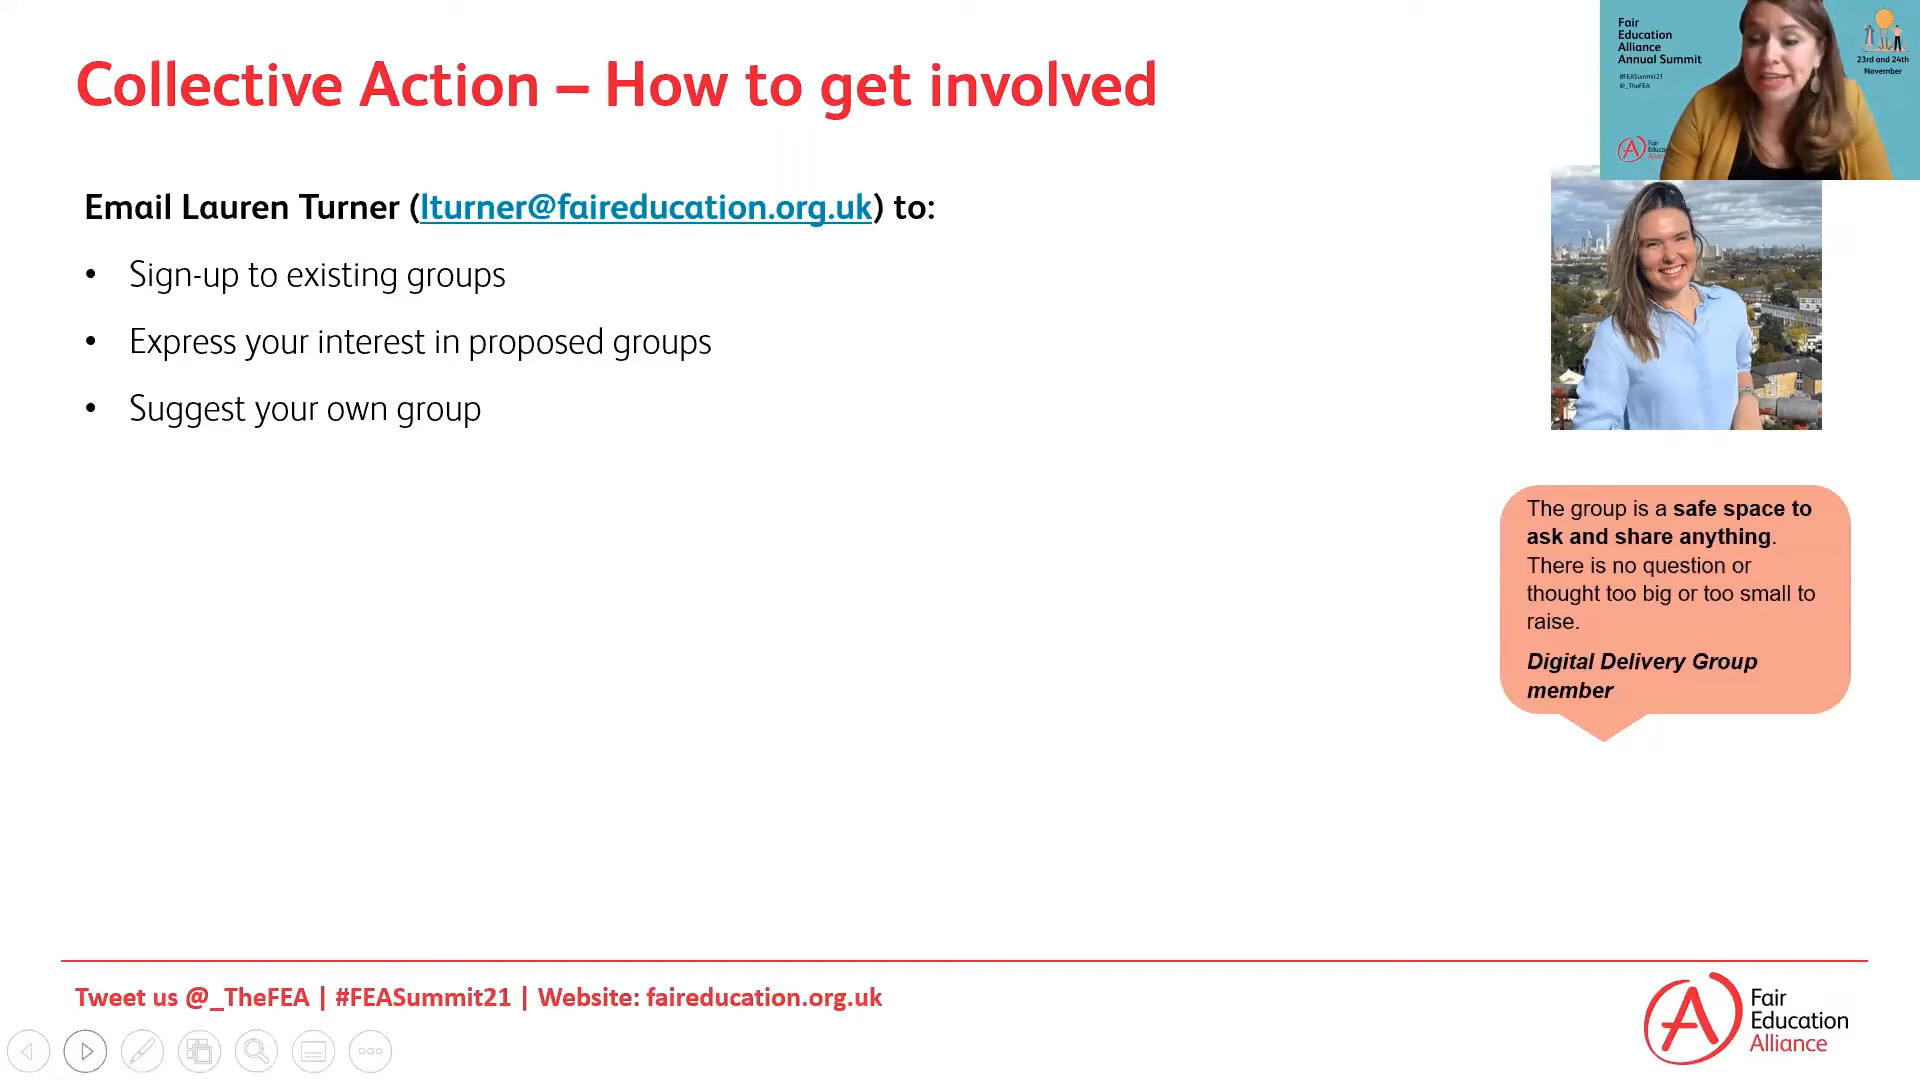 Collective Action – How to get involved
Email Lauren Turner (lturner@faireducation.org.uk) to:
• Sign-up to existing groups
• Express your interest in proposed groups
• Suggest your own group
Fair
Education
Alliance
Annual Summit
#FEASummit21
@_TheFEA
23rd and 24th
November
Fair
The group is a safe space to
ask and share anything.
There is no question or
thought too big or too small to
raise.
Digital Delivery Group
member
Tweet us @_TheFEA | #FEASummit21 | Website: faireducation.org.uk
Fair
Education
Alliance